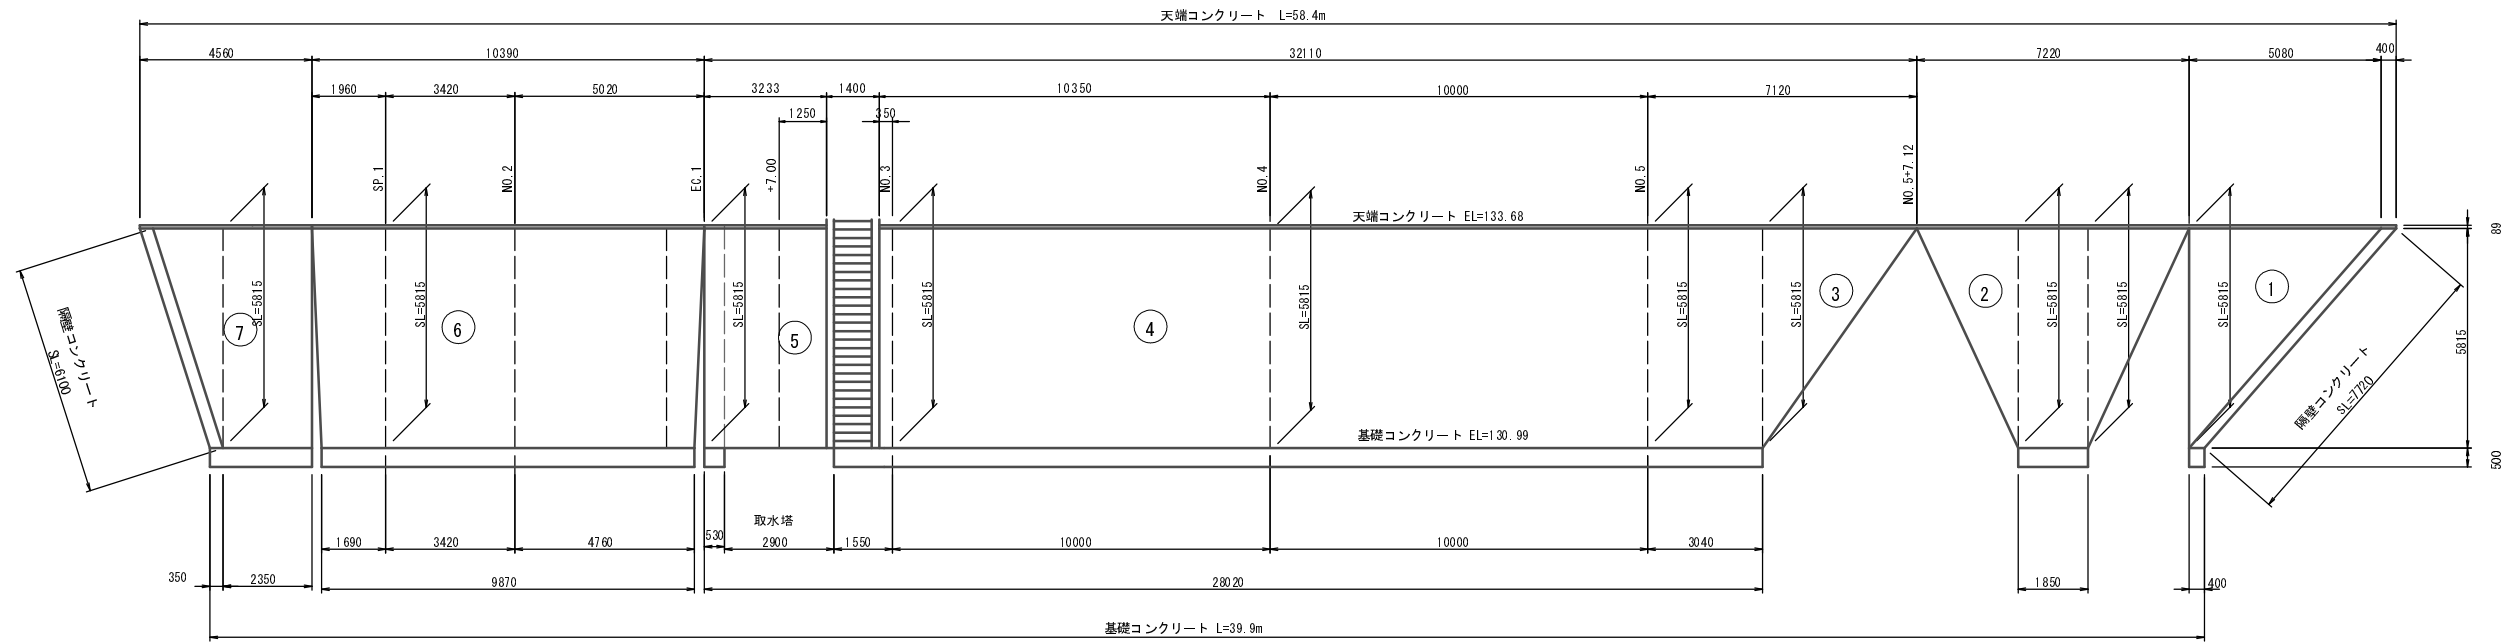 天端コンクリート L=58.4m
4560
10390
32110
7220
5080
400
1960
3420
5020
3233
1400
10350
10000
7120
1250
350
SP.1
NO.2
EC.1
+7.00
NO.3
NO.4
NO.5
NO.5+7.12
天端コンクリート EL=133.68
89
SL=5815
SL=5815
SL=5815
SL=5815
SL=5815
SL=5815
SL=5815
SL=5815
SL=5815
SL=5815
⑦
⑥
⑤
④
③
②
①
隔壁コンクリート
SL=6100
隔壁コンクリート
SL=7720
5815
基礎コンクリート EL=130.99
500
取水塔
1690
3420
4760
530
2900
1550
10000
10000
3040
350
2350
9870
28020
1850
400
基礎コンクリート L=39.9m